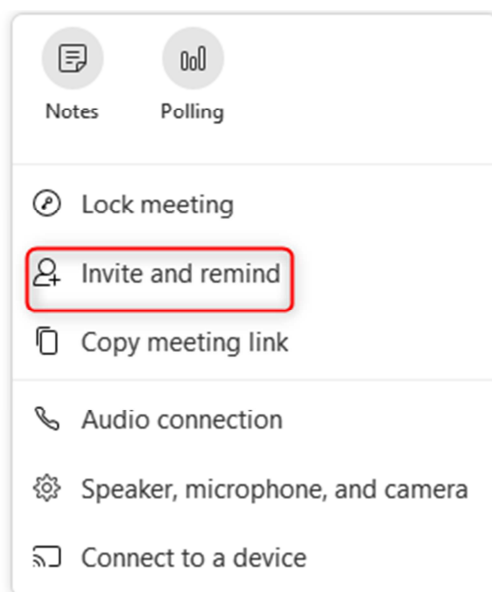 Notes
Polling
Lock meeting
Invite and remind
Copy meeting link
Audio connection
Speaker, microphone, and camera
Connect to a device